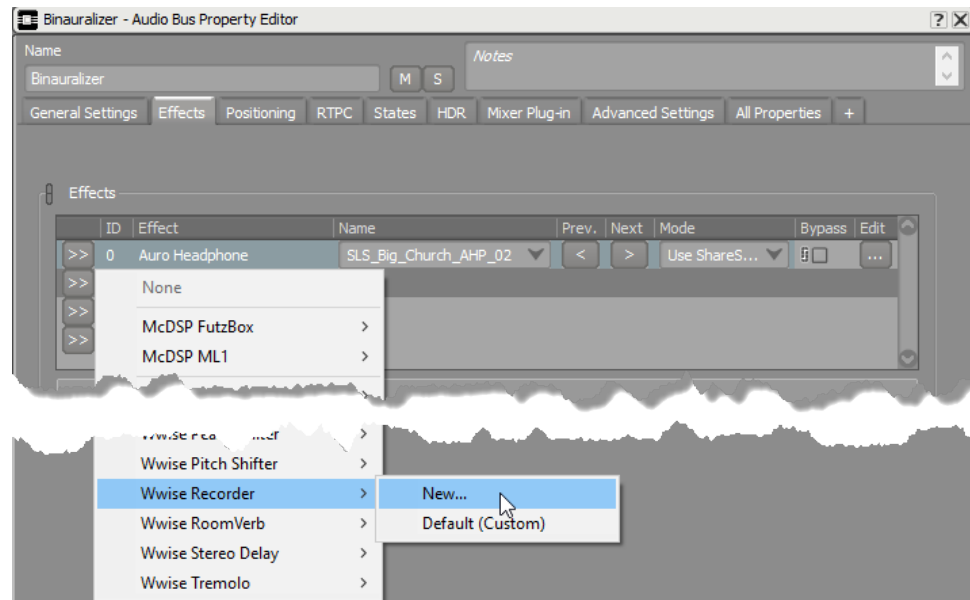 Binauralizer - Audio Bus Property Editor
Name
Notes
Binauralizer
M S
General Settings Effects Positioning RTPC States HDR Mixer Plug-in Advanced Settings All Properties +
Effects
ID Effect Name Prev. Next Mode Bypass Edit
>> 0 Auro Headphone SLS_Big_Church_AHP_02 < > Use ShareS... ...
>> None
>>
>> McDSP FutzBox >
McDSP ML1 >
Wwise Pitch Shifter >
Wwise Recorder > New...
Wwise RoomVerb > Default (Custom)
Wwise Stereo Delay >
Wwise Tremolo >